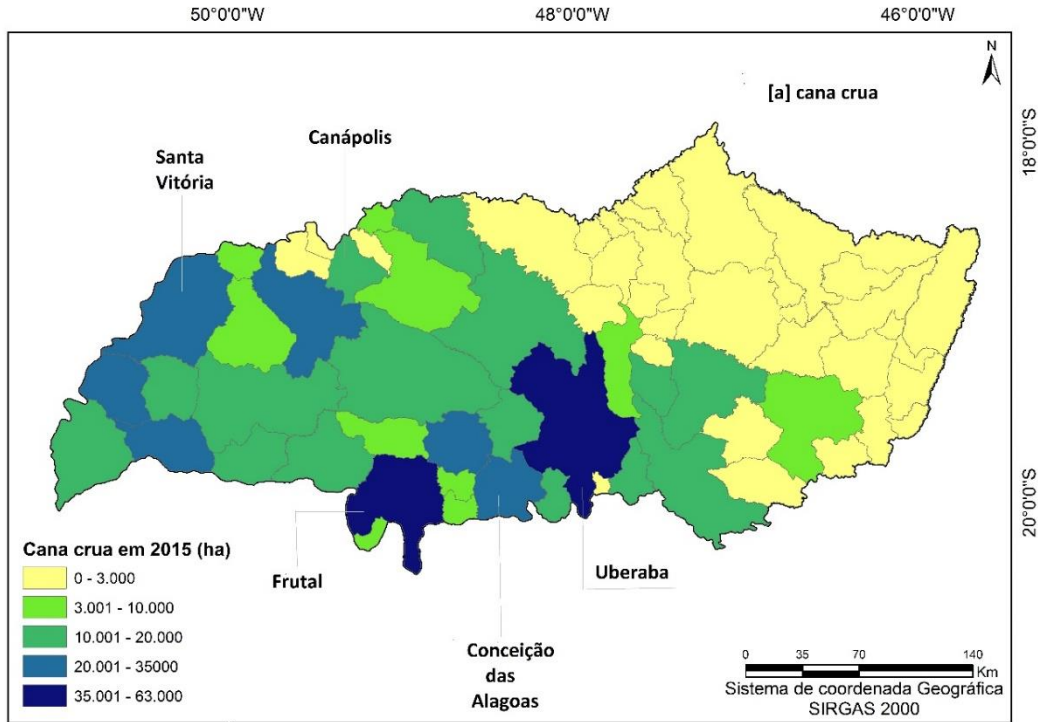 50°0'0"W
48°0'0"W
46°0'0"W
N
[a] cana crua
18°0'0"S
Canápolis
Santa
Vitória
20°0'0"S
Cana crua em 2015 (ha)
0 - 3.000
3.001 - 10.000
10.001 - 20.000
20.001 - 35000
35.001 - 63.000
Frutal
Uberaba
Conceição
das
Alagoas
0 35 70 140
Km
Sistema de coordenada Geográfica
SIRGAS 2000